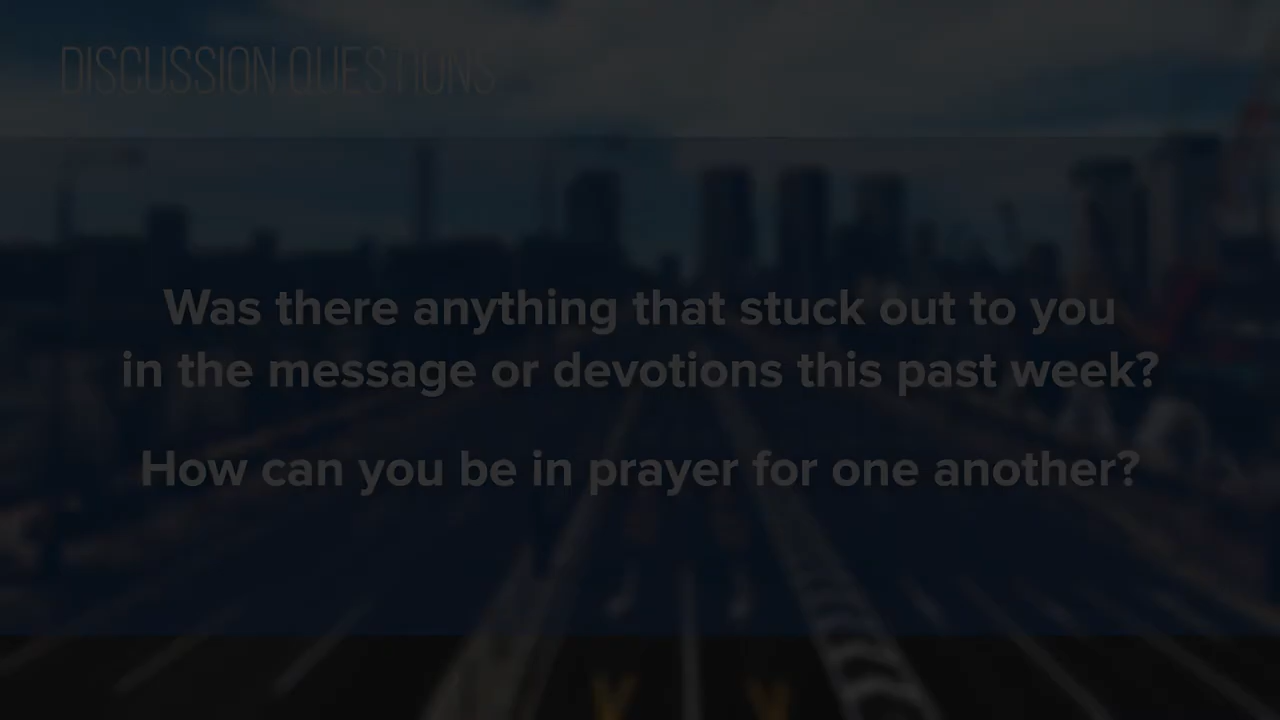 DISCUSSION QUESTIONS
Was there anything that stuck out to you
in the message or devotions this past week?
How can you be in prayer for one another?